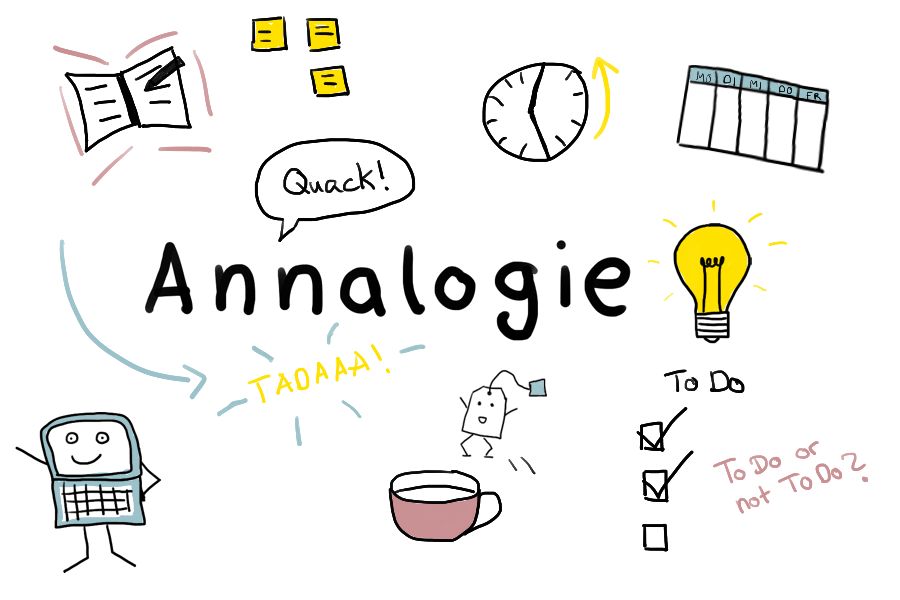 MO DI MI DO FR
Quack!
Annalogie
TADAAA!
To Do
To Do or
not To Do?